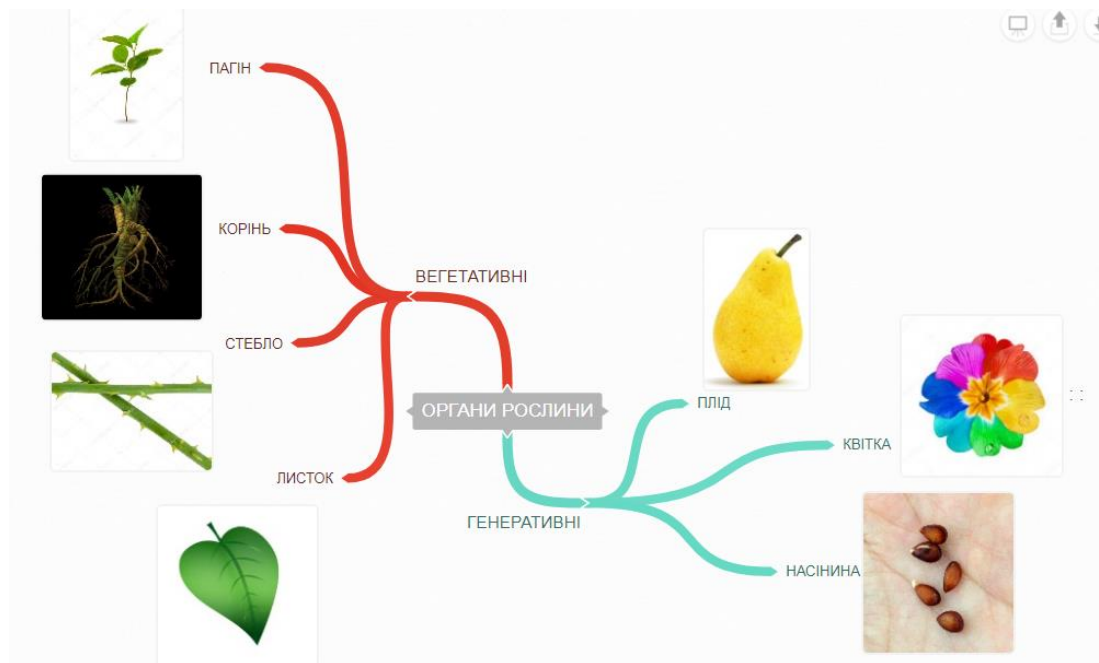 ПАГІН
КОРІНЬ
ВЕГЕТАТИВНІ
СТЕБЛО
ЛИСТОК
ОРГАНИ РОСЛИНИ
ПЛІД
КВІТКА
ГЕНЕРАТИВНІ
НАСІНИНА